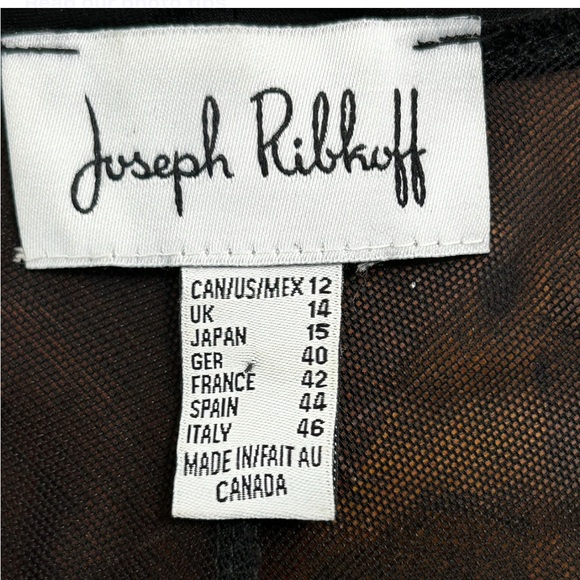 Joseph Ribkoff
CAN/US/MEX 12
UK 14
JAPAN 15
GER 40
FRANCE 42
SPAIN 44
ITALY 46
MADE IN/FAIT AU
CANADA